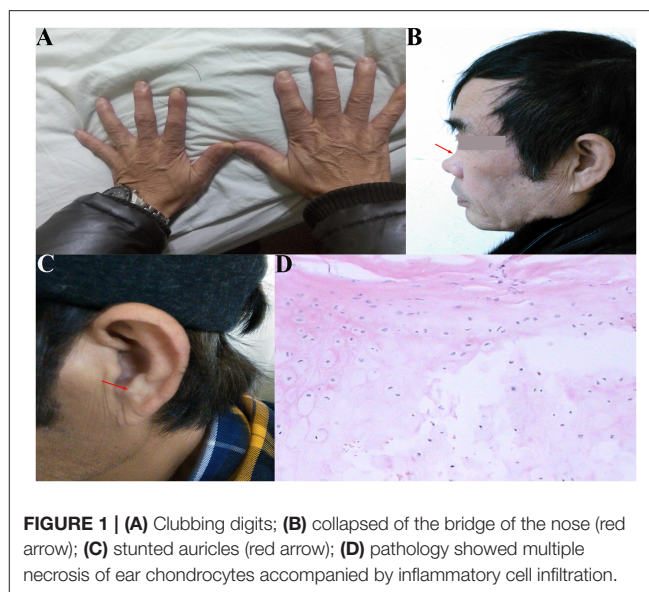 A
B
C
D
FIGURE 1 | (A) Clubbing digits; (B) collapsed of the bridge of the nose (red
arrow); (C) stunted auricles (red arrow); (D) pathology showed multiple
necrosis of ear chondrocytes accompanied by inflammatory cell infiltration.